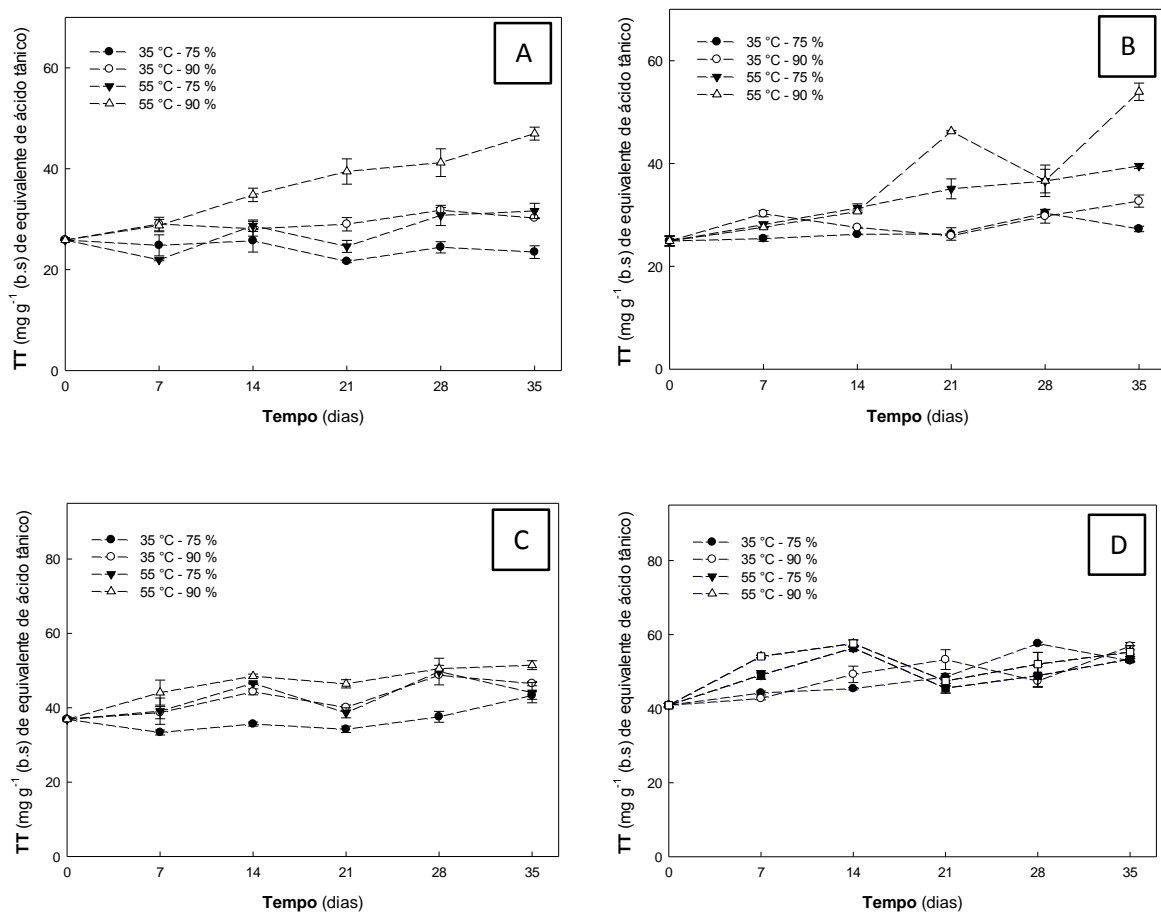 A
35 °C - 75 %
35 °C - 90 %
55 °C - 75 %
55 °C - 90 %
60
40
20
0
0 7 14 21 28 35
TT (mg g⁻¹ (b.s) de equivalente de ácido tânico)
Tempo (dias)
B
35 °C - 75 %
35 °C - 90 %
55 °C - 75 %
55 °C - 90 %
60
40
20
0
0 7 14 21 28 35
TT (mg g⁻¹ (b.s) de equivalente de ácido tânico)
Tempo (dias)
C
35 °C - 75 %
35 °C - 90 %
55 °C - 75 %
55 °C - 90 %
80
60
40
20
0
0 7 14 21 28 35
TT (mg g⁻¹ (b.s) de equivalente de ácido tânico)
Tempo (dias)
D
35 °C - 75 %
35 °C - 90 %
55 °C - 75 %
55 °C - 90 %
80
60
40
20
0
0 7 14 21 28 35
TT (mg g⁻¹ (b.s) de equivalente de ácido tânico)
Tempo (dias)